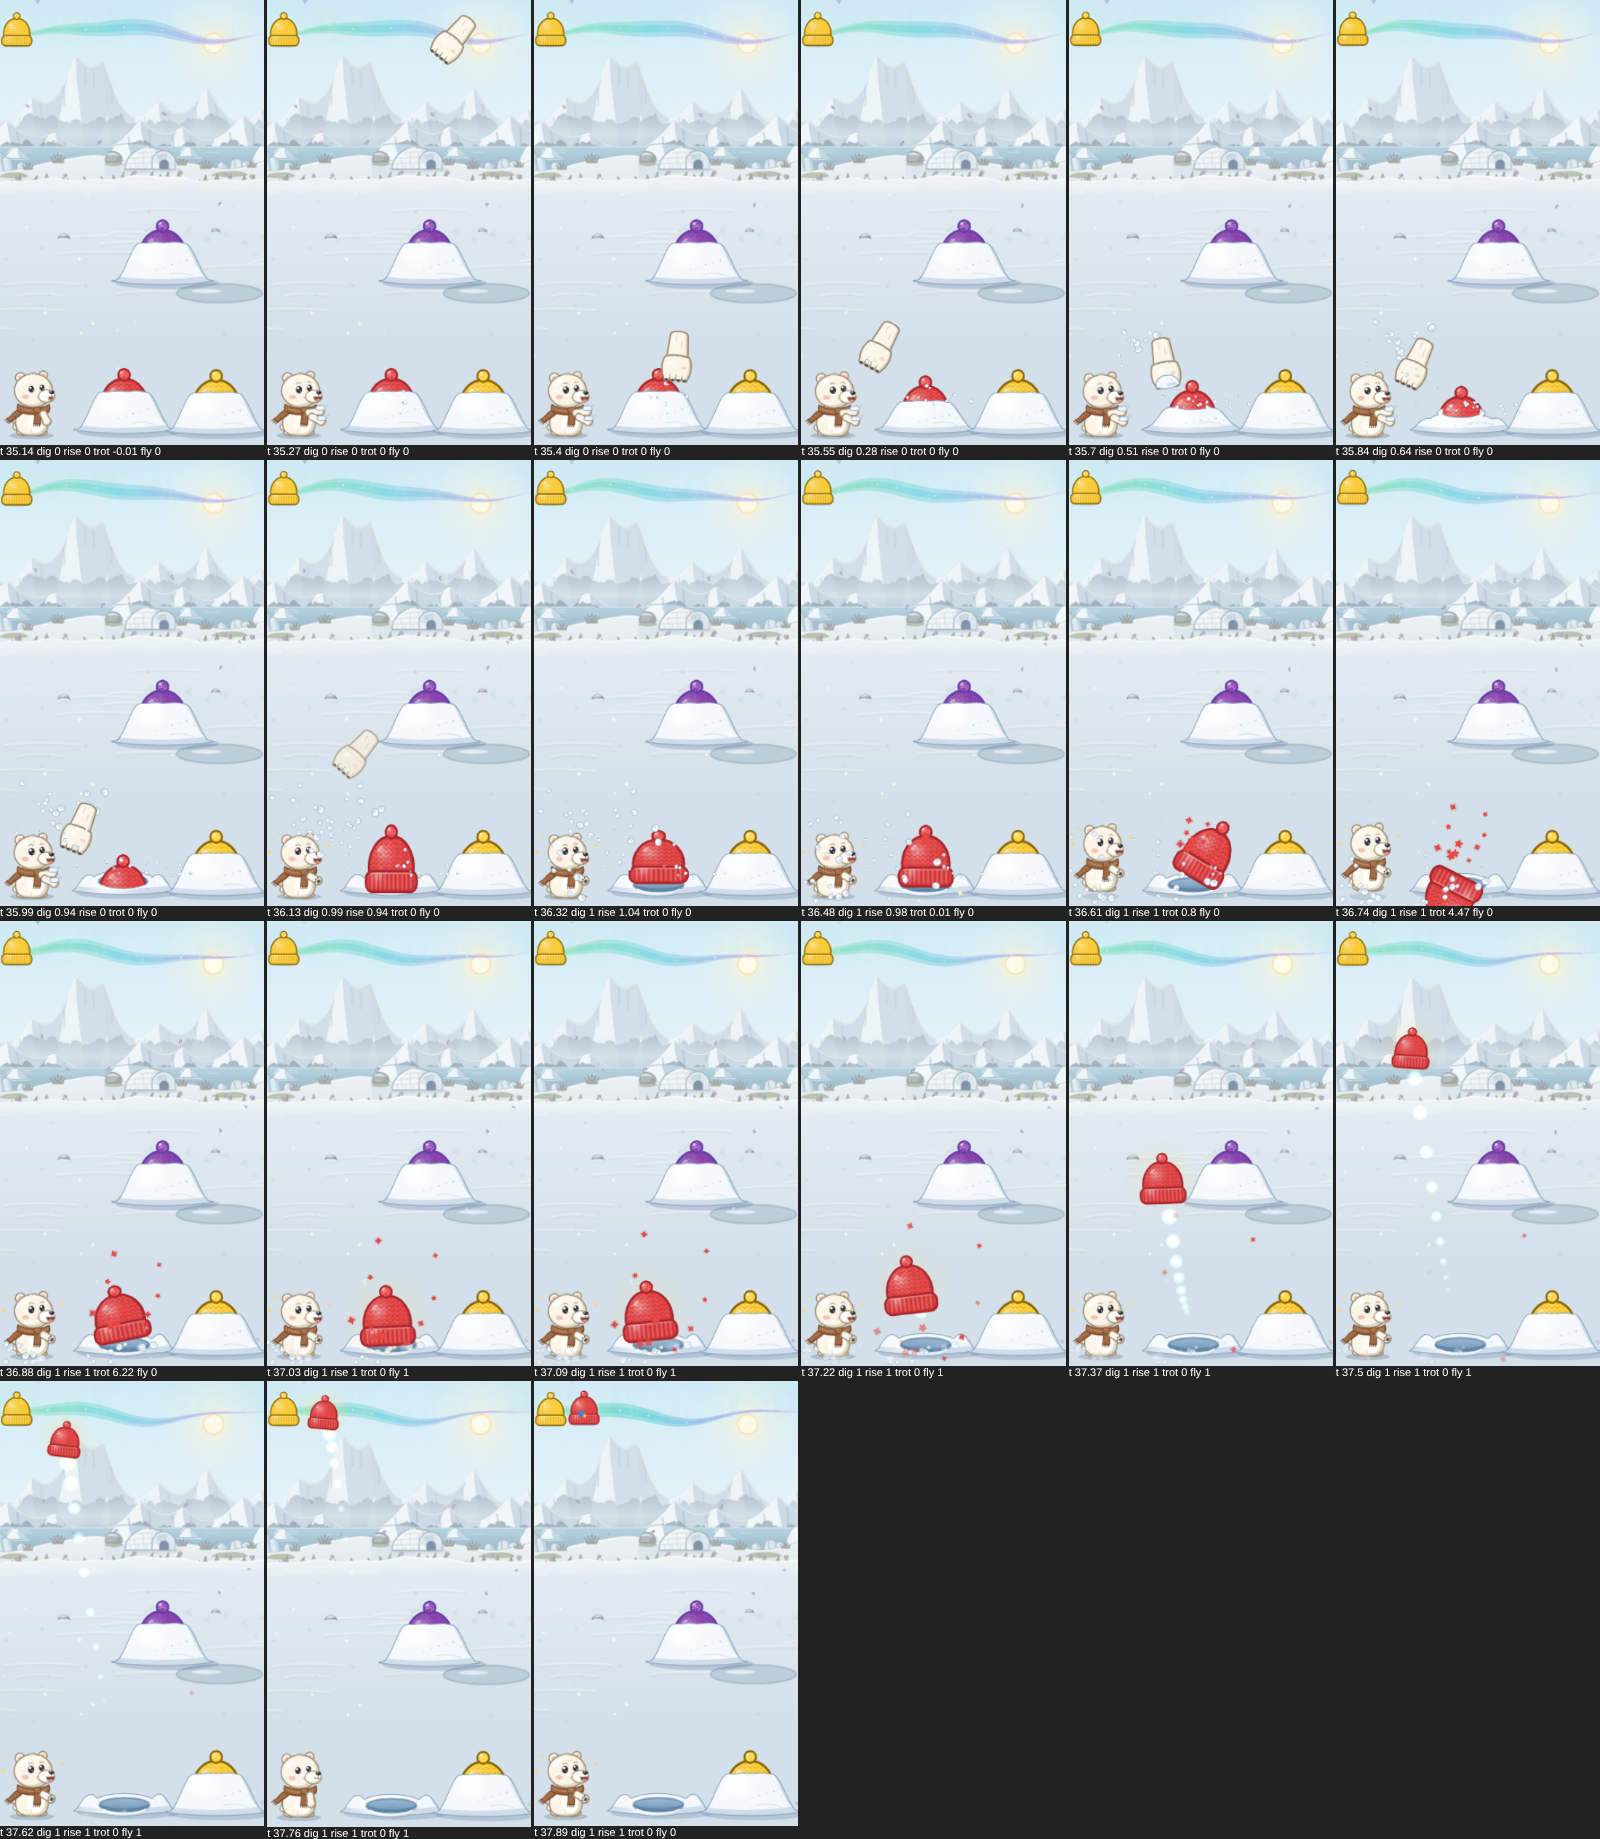 t 35.14 dig 0 rise 0 trot -0.01 fly 0
t 35.27 dig 0 rise 0 trot 0 fly 0
t 35.4 dig 0 rise 0 trot 0 fly 0
t 35.55 dig 0.28 rise 0 trot 0 fly 0
t 35.7 dig 0.51 rise 0 trot 0 fly 0
t 35.84 dig 0.64 rise 0 trot 0 fly 0
t 35.99 dig 0.94 rise 0 trot 0 fly 0
t 36.13 dig 0.99 rise 0.94 trot 0 fly 0
t 36.32 dig 1 rise 1.04 trot 0 fly 0
t 36.48 dig 1 rise 0.98 trot 0.01 fly 0
t 36.61 dig 1 rise 1 trot 0.8 fly 0
t 36.74 dig 1 rise 1 trot 4.47 fly 0
t 36.88 dig 1 rise 1 trot 6.22 fly 0
t 37.03 dig 1 rise 1 trot 0 fly 1
t 37.09 dig 1 rise 1 trot 0 fly 1
t 37.22 dig 1 rise 1 trot 0 fly 1
t 37.37 dig 1 rise 1 trot 0 fly 1
t 37.5 dig 1 rise 1 trot 0 fly 1
t 37.62 dig 1 rise 1 trot 0 fly 1
t 37.76 dig 1 rise 1 trot 0 fly 1
t 37.89 dig 1 rise 1 trot 0 fly 0